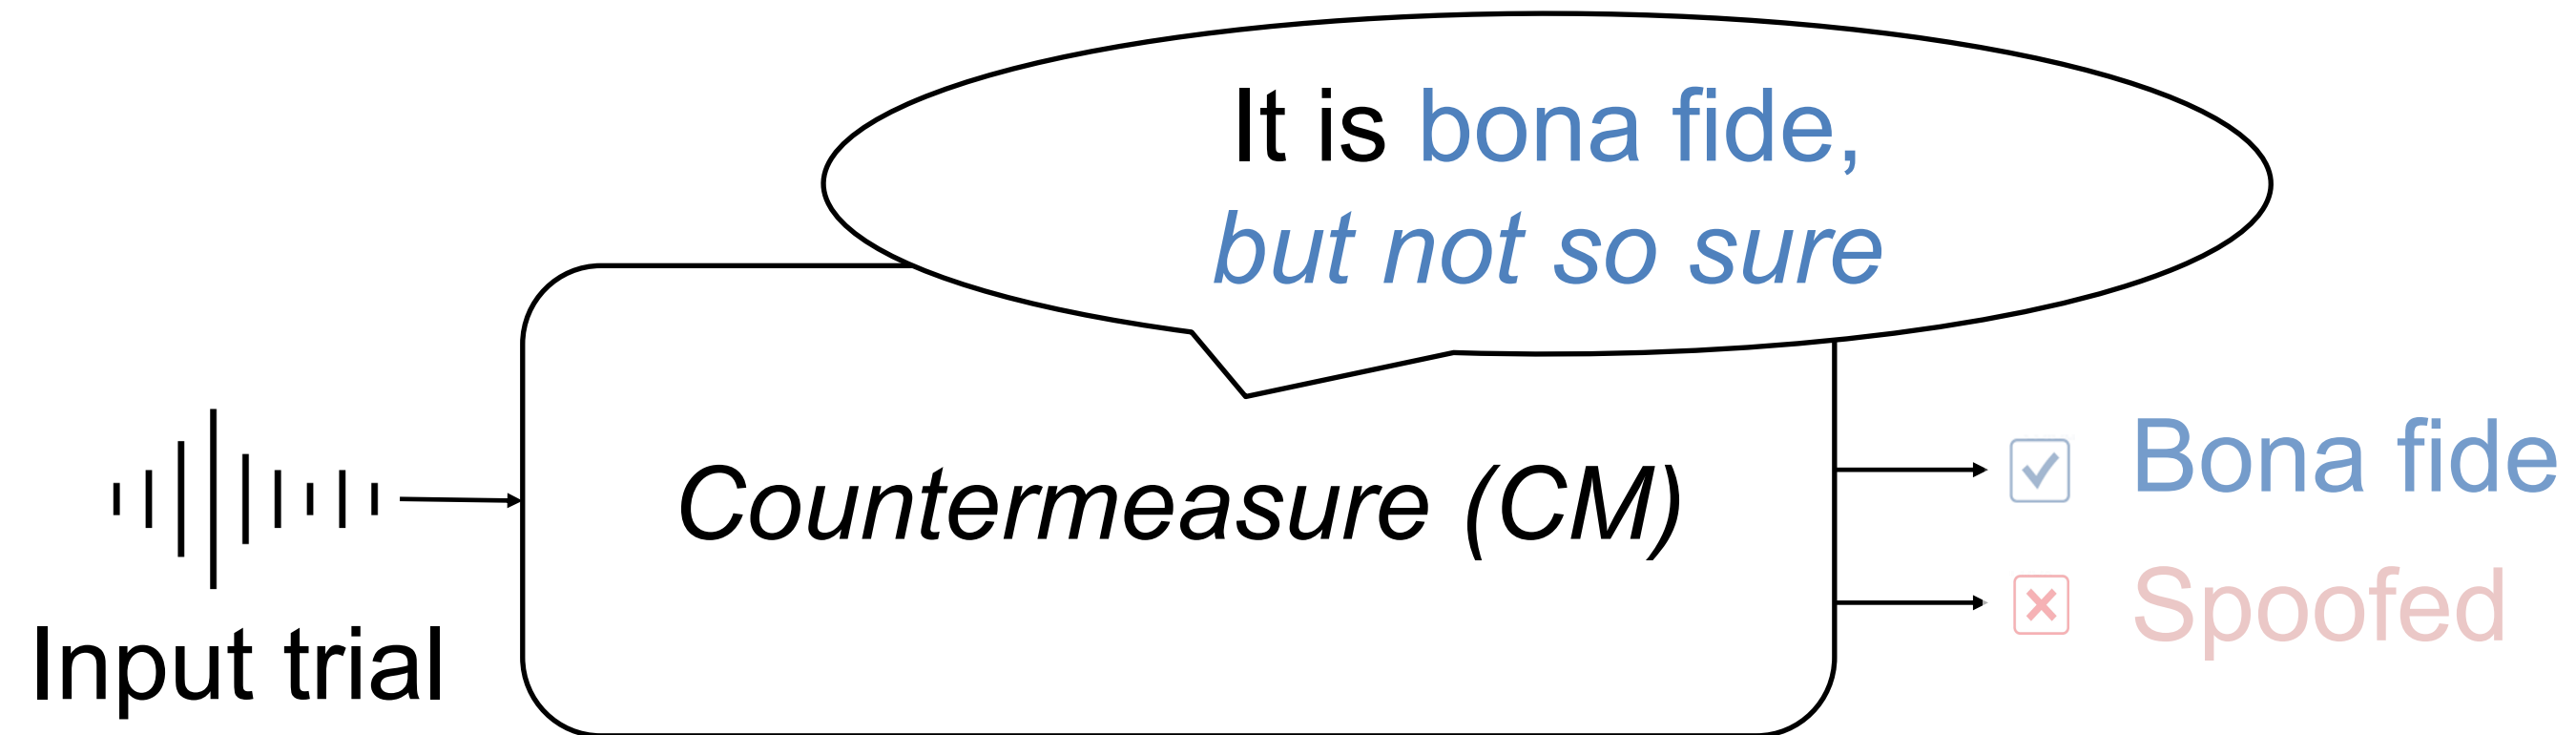 It is bona fide,
but not so sure
Countermeasure (CM)
Input trial
Bona fide
Spoofed